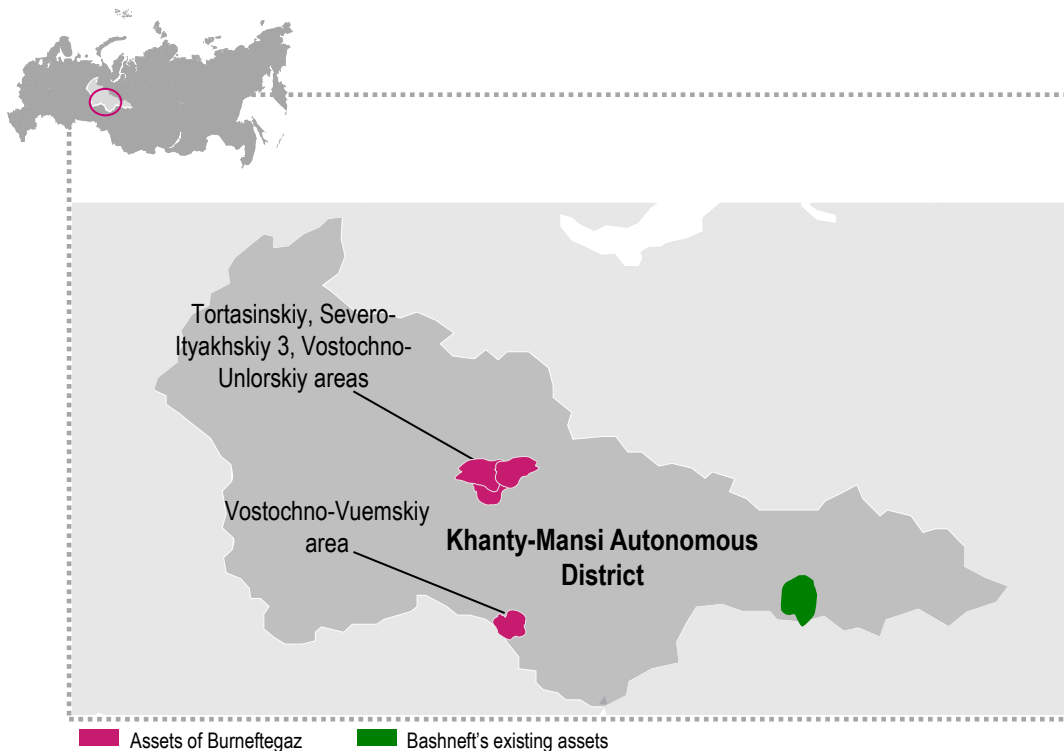 Tortasinskiy, Severo-
Ityakhskiy 3, Vostochno-
Unlorskiy areas
Vostochno-Vuemskiy
area
Khanty-Mansi Autonomous
District
Assets of Burneftegaz
Bashneft's existing assets